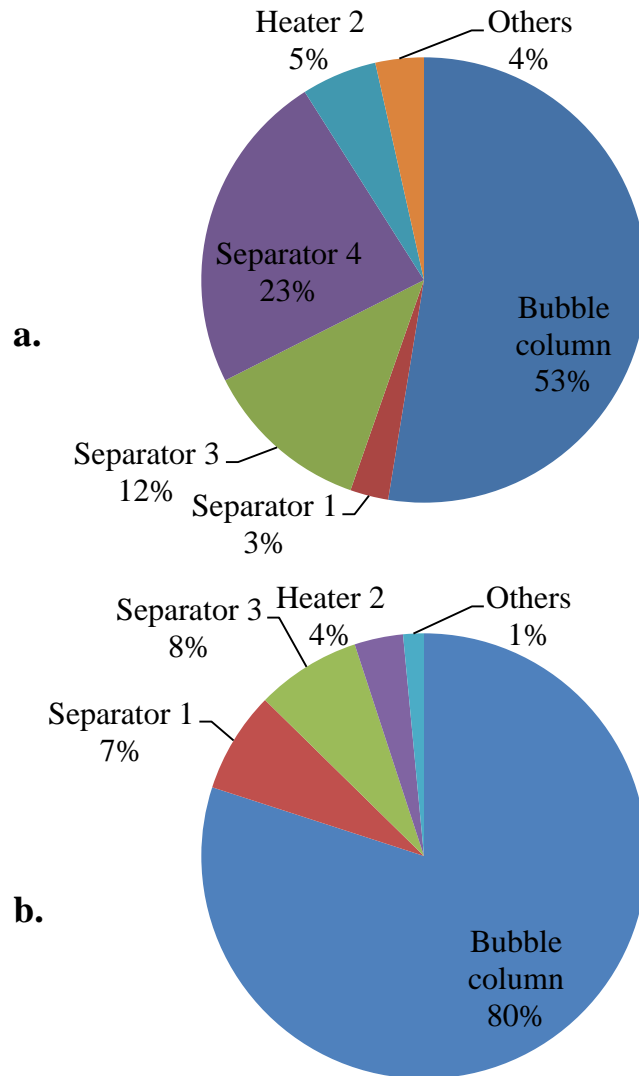 Heater 2
5%
Others
4%
Separator 4
23%
Bubble
column
53%
a.
Separator 3
12%
Separator 1
3%
Heater 2
4%
Others
1%
Separator 3
8%
Separator 1
7%
b.
Bubble
column
80%